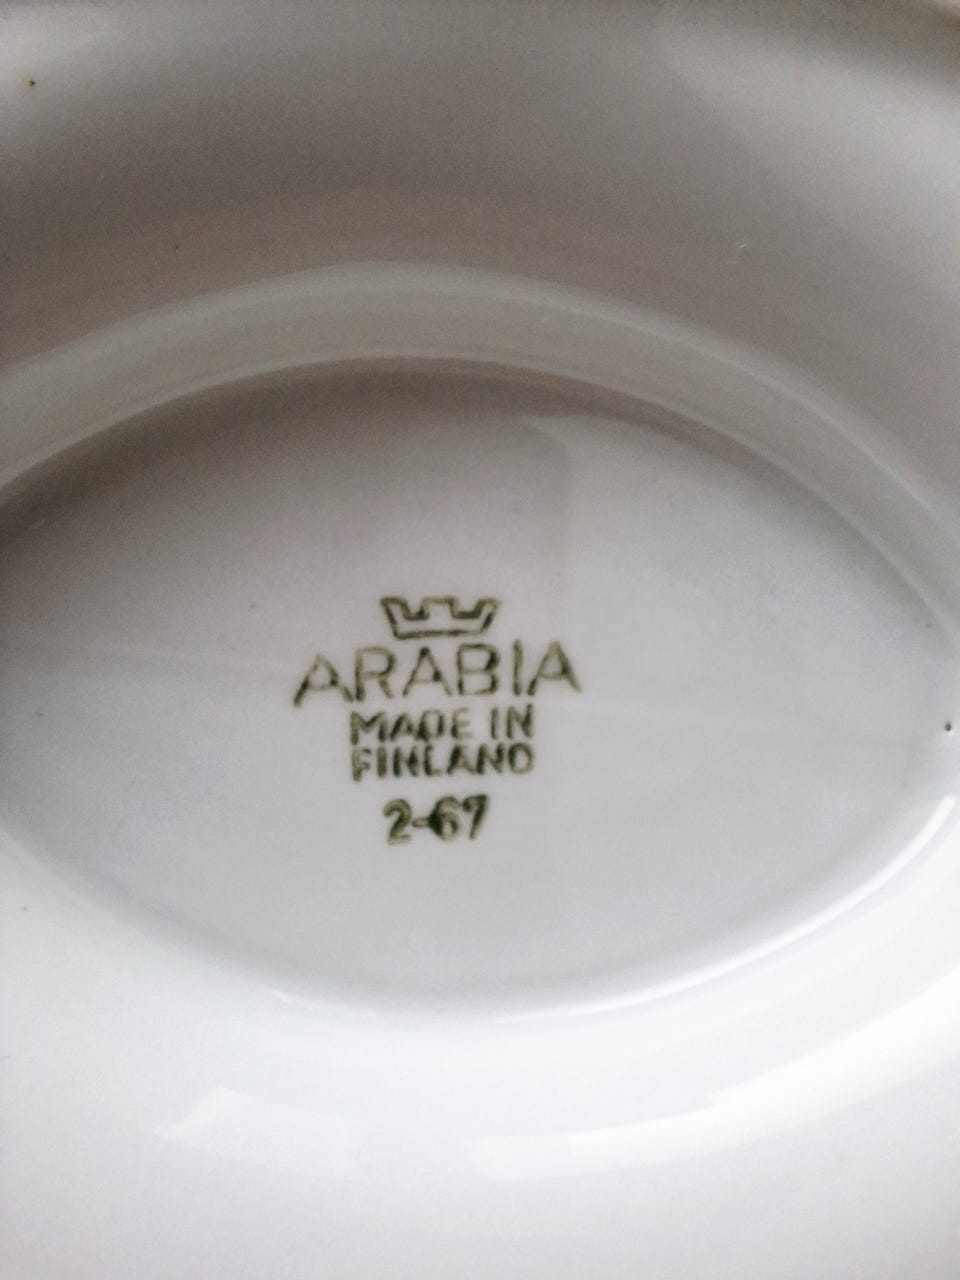 ARABIA
MADE IN
FINLAND
2-67